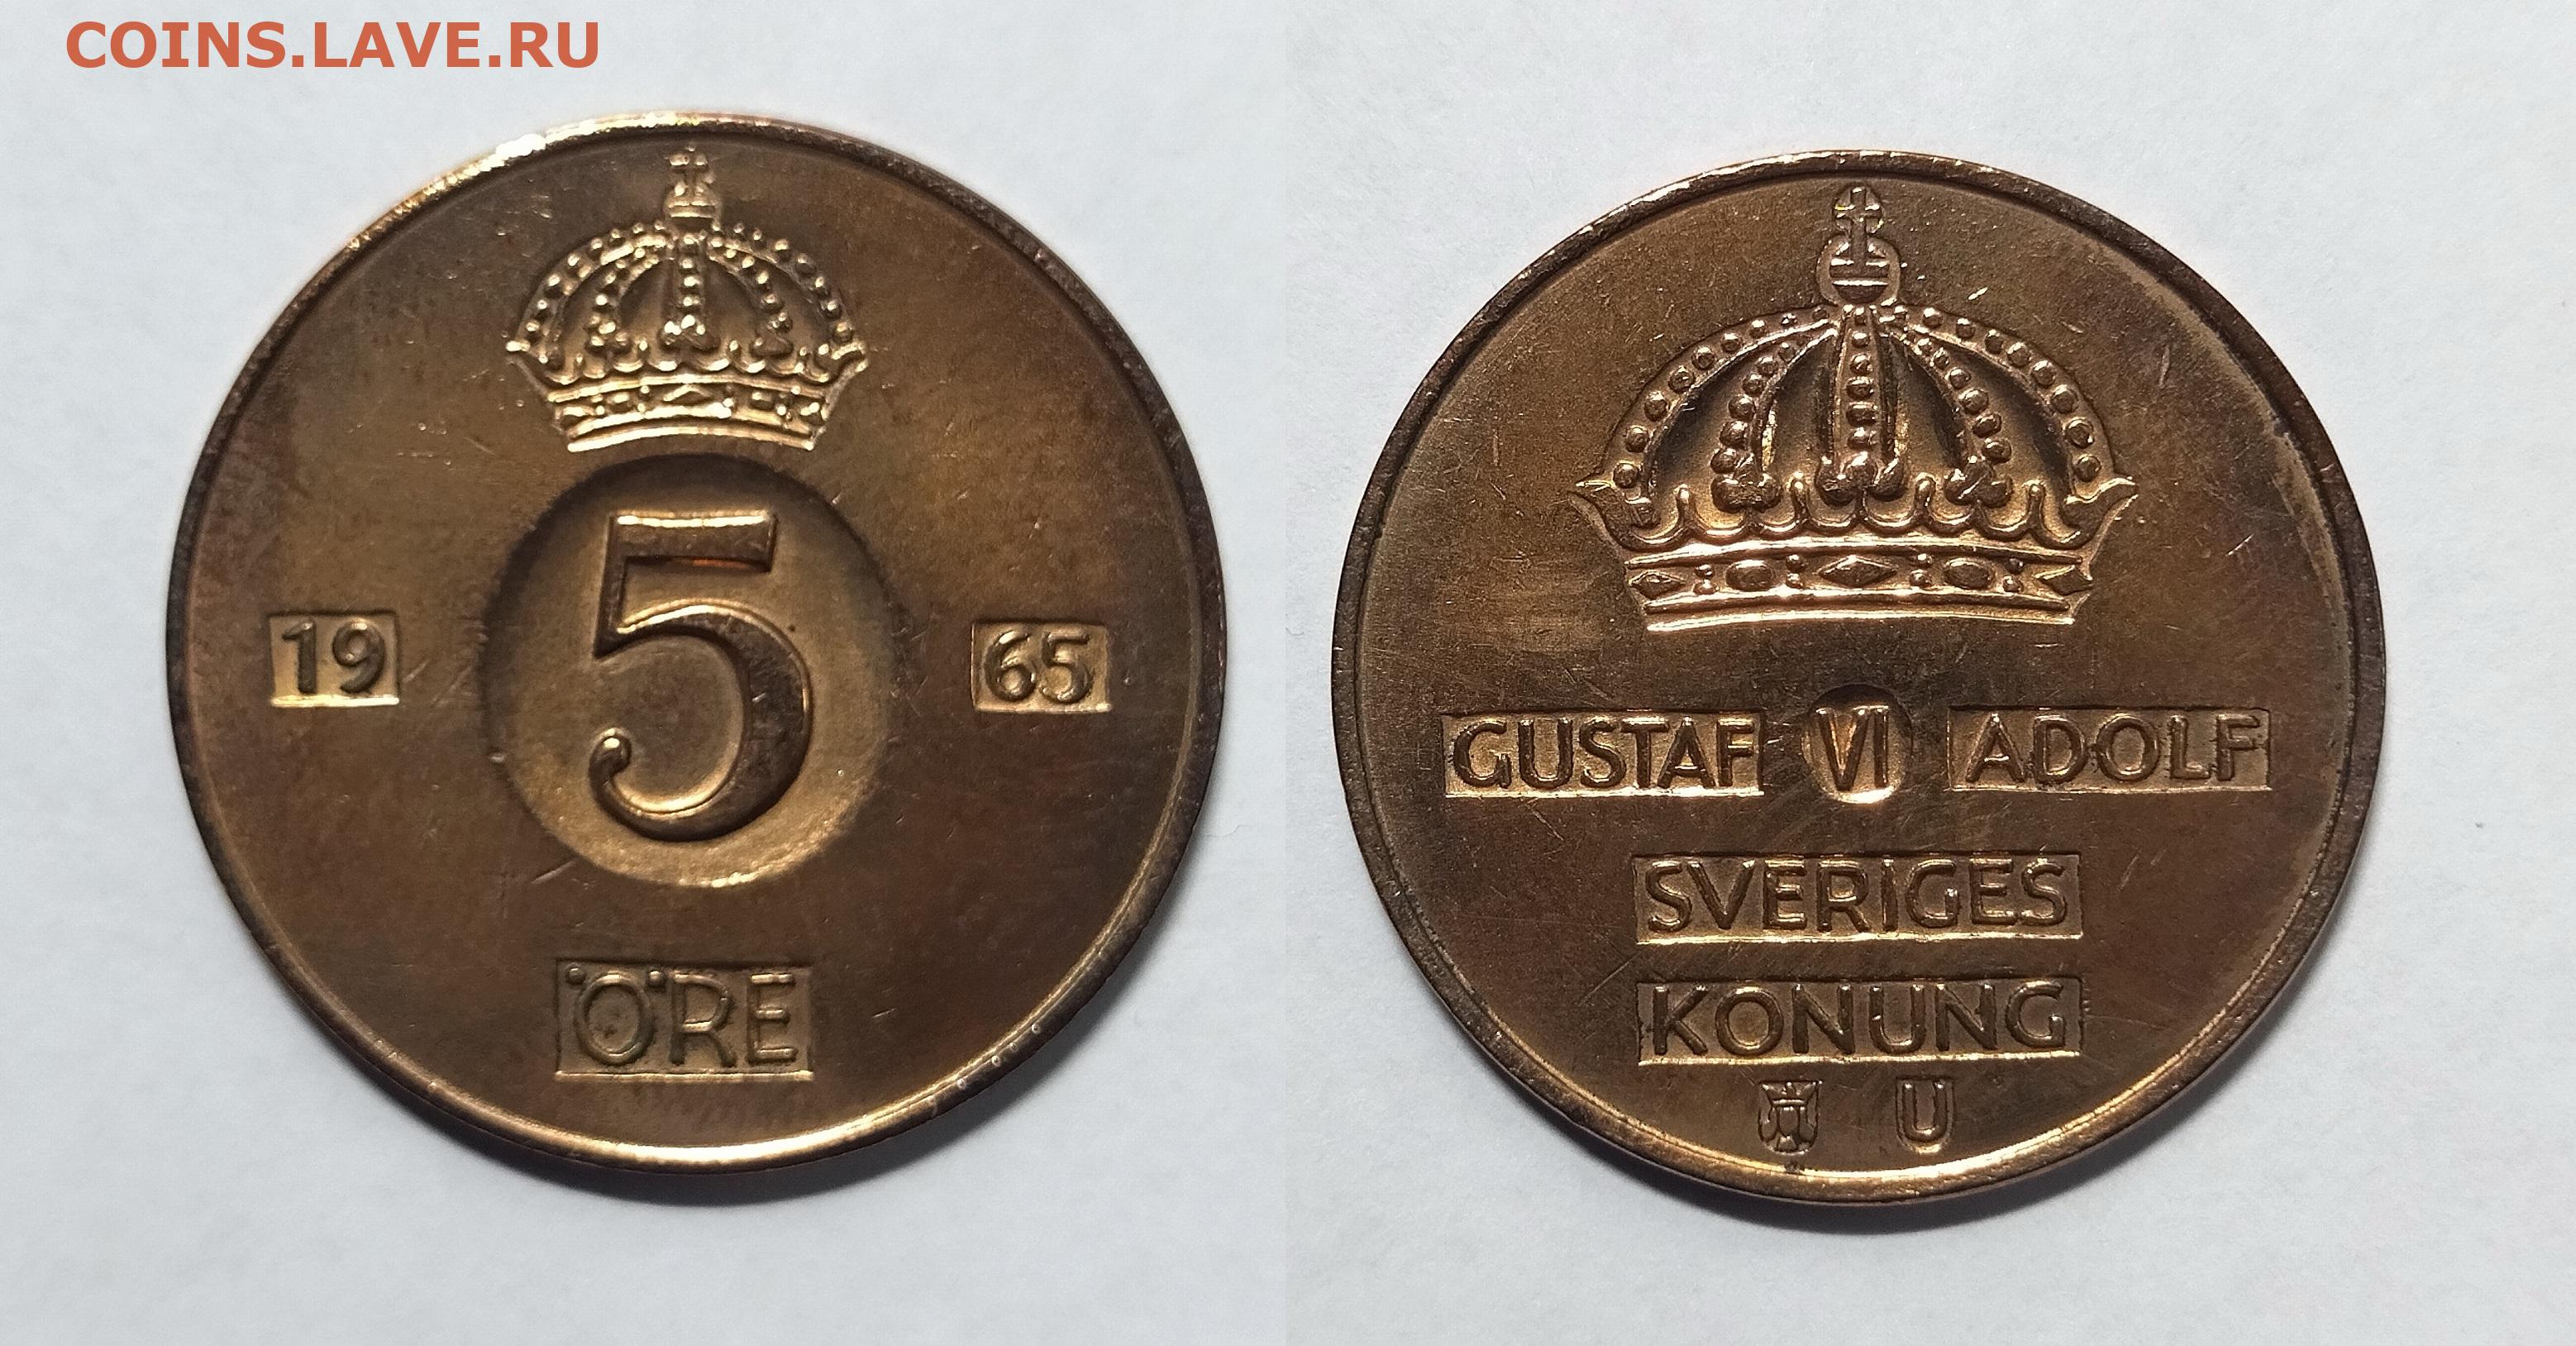 COINS.LAVE.RU
5
19 65
ÖRE
GUSTAF VI ADOLF
SVERIGES
KONUNG
U